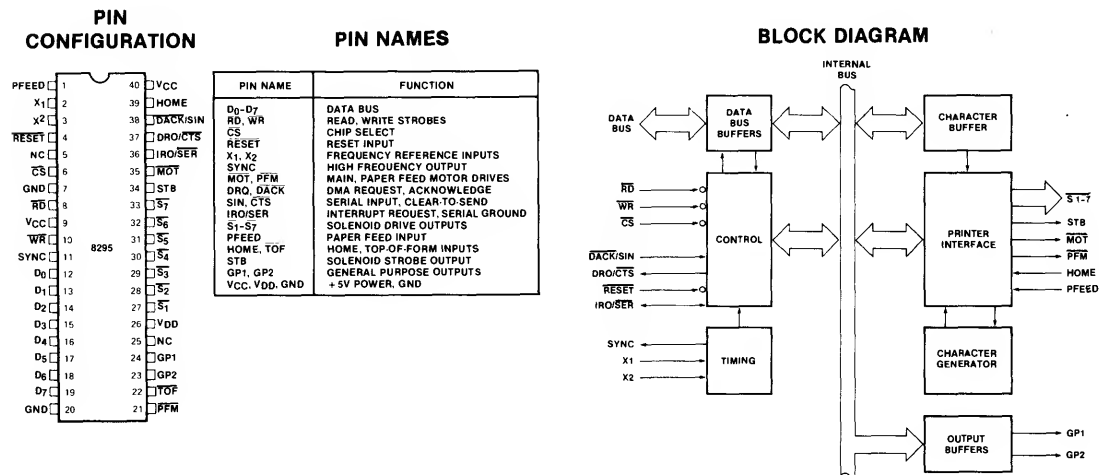 PIN
CONFIGURATION
PFEED 1
X1 2
X2 3
RESET 4
NC 5
CS 6
GND 7
RD 8
VCC 9
WR 10
SYNC 11
D0 12
D1 13
D2 14
D3 15
D4 16
D5 17
D6 18
D7 19
GND 20
8295
40 VCC
39 HOME
38 DACK/SIN
37 DRO/CTS
36 IRO/SER
35 MOT
34 STB
33 S7
32 S6
31 S5
30 S4
29 S3
28 S2
27 S1
26 VDD
25 NC
24 GP1
23 GP2
22 TOF
21 PFM
PIN NAMES
PIN NAME FUNCTION
D0-D7 DATA BUS
RD, WR READ, WRITE STROBES
CS CHIP SELECT
RESET RESET INPUT
X1, X2 FREQUENCY REFERENCE INPUTS
SYNC HIGH FREQUENCY OUTPUT
MOT, PFM MAIN, PAPER FEED MOTOR DRIVES
DRQ, DACK DMA REQUEST, ACKNOWLEDGE
SIN, CTS SERIAL INPUT, CLEAR-TO-SEND
IRO/SER INTERRUPT REQUEST, SERIAL GROUND
S1-S7 SOLENOID DRIVE OUTPUTS
PFEED PAPER FEED INPUT
HOME, TOF HOME, TOP-OF-FORM INPUTS
STB SOLENOID STROBE OUTPUT
GP1, GP2 GENERAL PURPOSE OUTPUTS
VCC, VDD, GND +5V POWER, GND
BLOCK DIAGRAM
INTERNAL
BUS
DATA
BUS
DATA
BUS
BUFFERS
CHARACTER
BUFFER
RD
WR
CS
DACK/SIN
DRO/CTS
RESET
IRO/SER
CONTROL
PRINTER
INTERFACE
S1-7
STB
MOT
PFM
HOME
PFEED
SYNC
X1
X2
TIMING
CHARACTER
GENERATOR
OUTPUT
BUFFERS
GP1
GP2